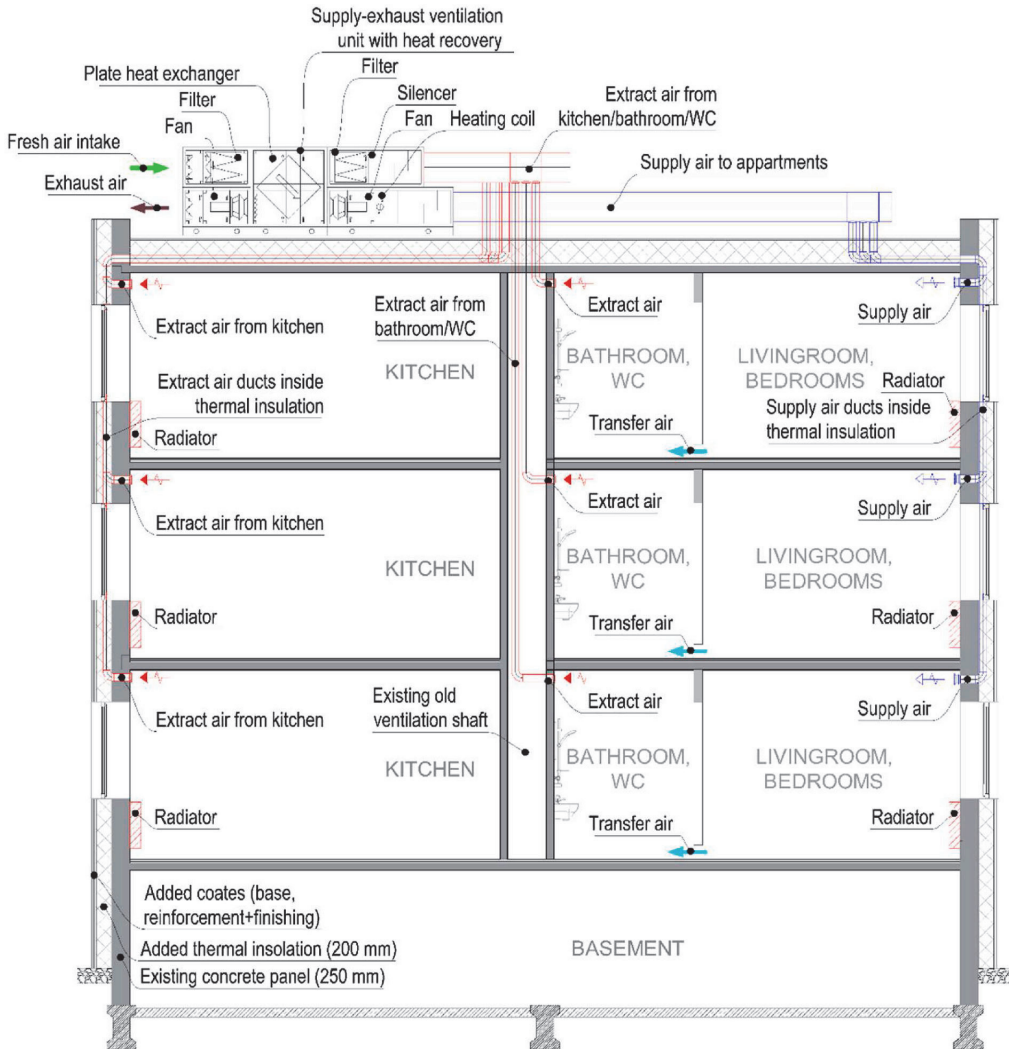 Supply-exhaust ventilation
unit with heat recovery
Filter
Plate heat exchanger
Silencer
Extract air from
kitchen/bathroom/WC
Filter
Fan
Fan
Heating coil
Fresh air intake
Supply air to appartments
Exhaust air
Extract air from kitchen
Extract air from
bathroom/WC
Extract air
Supply air
KITCHEN
BATHROOM,
WC
LIVINGROOM,
BEDROOMS
Extract air ducts inside
thermal insulation
Radiator
Supply air ducts inside
thermal insulation
Radiator
Transfer air
Extract air from kitchen
Extract air
Supply air
KITCHEN
BATHROOM,
WC
LIVINGROOM,
BEDROOMS
Radiator
Transfer air
Radiator
Extract air from kitchen
Existing old
ventilation shaft
Extract air
Supply air
KITCHEN
BATHROOM,
WC
LIVINGROOM,
BEDROOMS
Radiator
Transfer air
Radiator
Added coates (base,
reinforcement+finishing)
Added thermal insolation (200 mm)
Existing concrete panel (250 mm)
BASEMENT